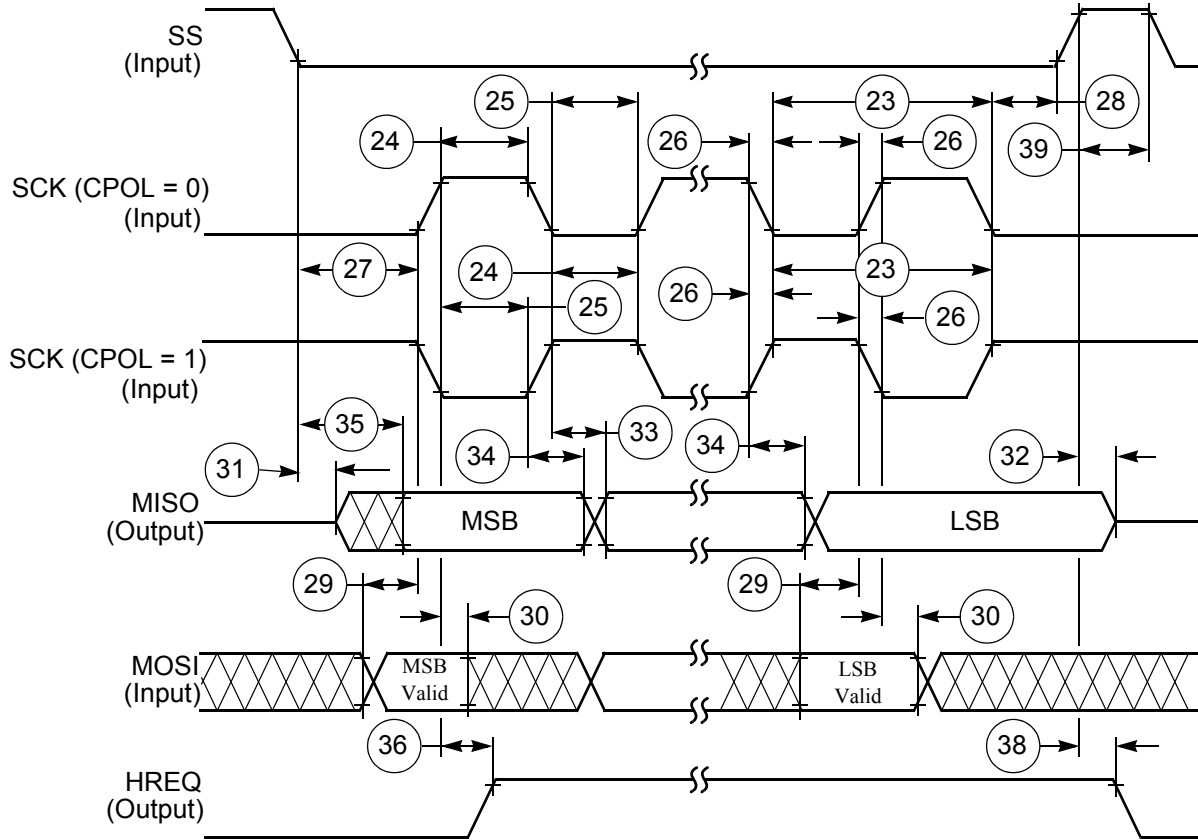 SS
(Input)
25
23
28
24
26
26
39
SCK (CPOL = 0)
(Input)
27
24
23
26
25
26
SCK (CPOL = 1)
(Input)
35
33
34
34
31
32
MISO
(Output)
MSB
LSB
29
29
30
30
MOSI
(Input)
MSB
Valid
LSB
Valid
36
38
HREQ
(Output)